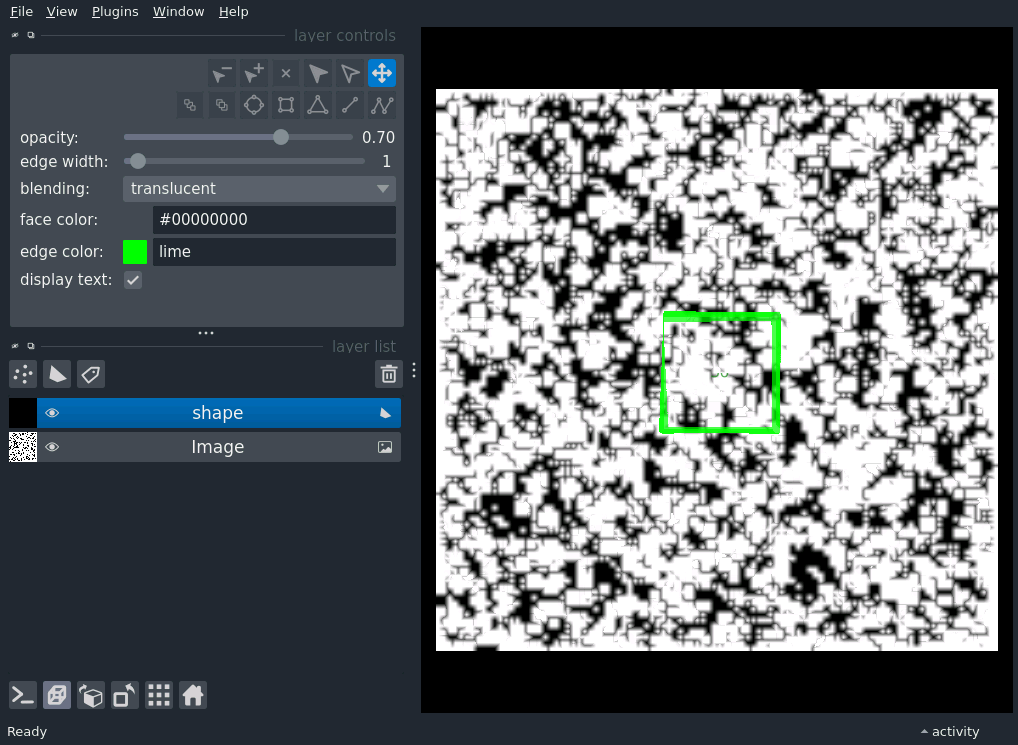 File View Plugins Window Help
layer controls
opacity: 0.70
edge width: 1
blending: translucent
face color: #00000000
edge color: lime
display text:
layer list
shape
Image
Ready
activity